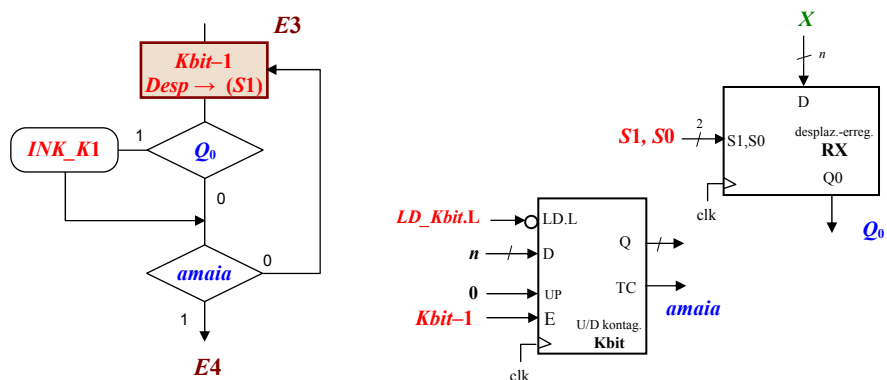 E3
Kbit–1
Desp → (S1)
1
INK_K1
Q0
0
amaia
0
1
E4
X
n
D
2
S1, S0
S1,S0
desplaz.-erreg.
RX
Q0
clk
Q0
LD_Kbit.L
LD.L
Q
n
D
0
UP
TC
amaia
Kbit–1
E
U/D kontag.
Kbit
clk